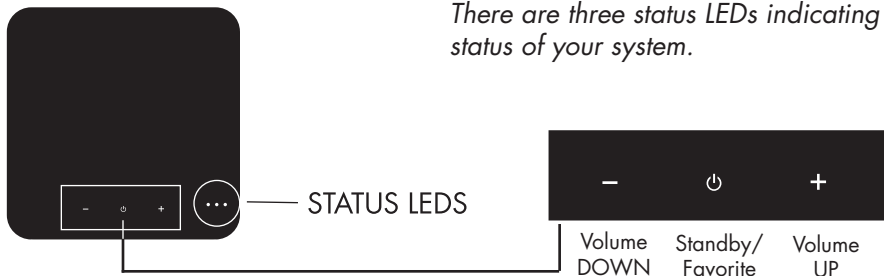 There are three status LEDs indicating
status of your system.
STATUS LEDS
– +
– +
Volume DOWN
Standby/ Favorite
Volume UP